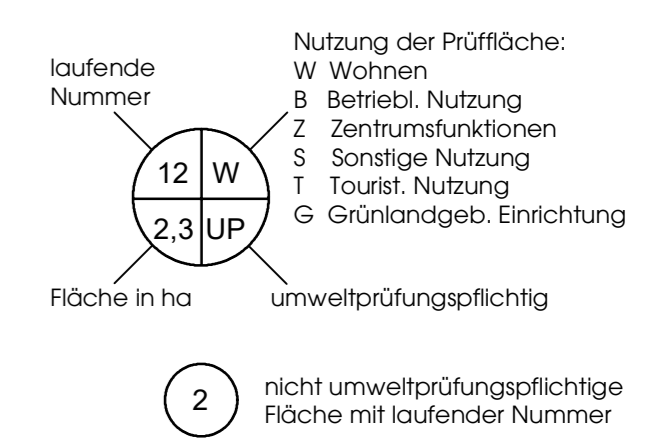 Nutzung der Prüffläche:
laufende
Nummer
W Wohnen
B Betriebl. Nutzung
Z Zentrumsfunktionen
S Sonstige Nutzung
T Tourist. Nutzung
G Grünlandgeb. Einrichtung
12 W
2,3 UP
Fläche in ha
umweltprüfungspflichtig
2
nicht umweltprüfungspflichtige
Fläche mit laufender Nummer